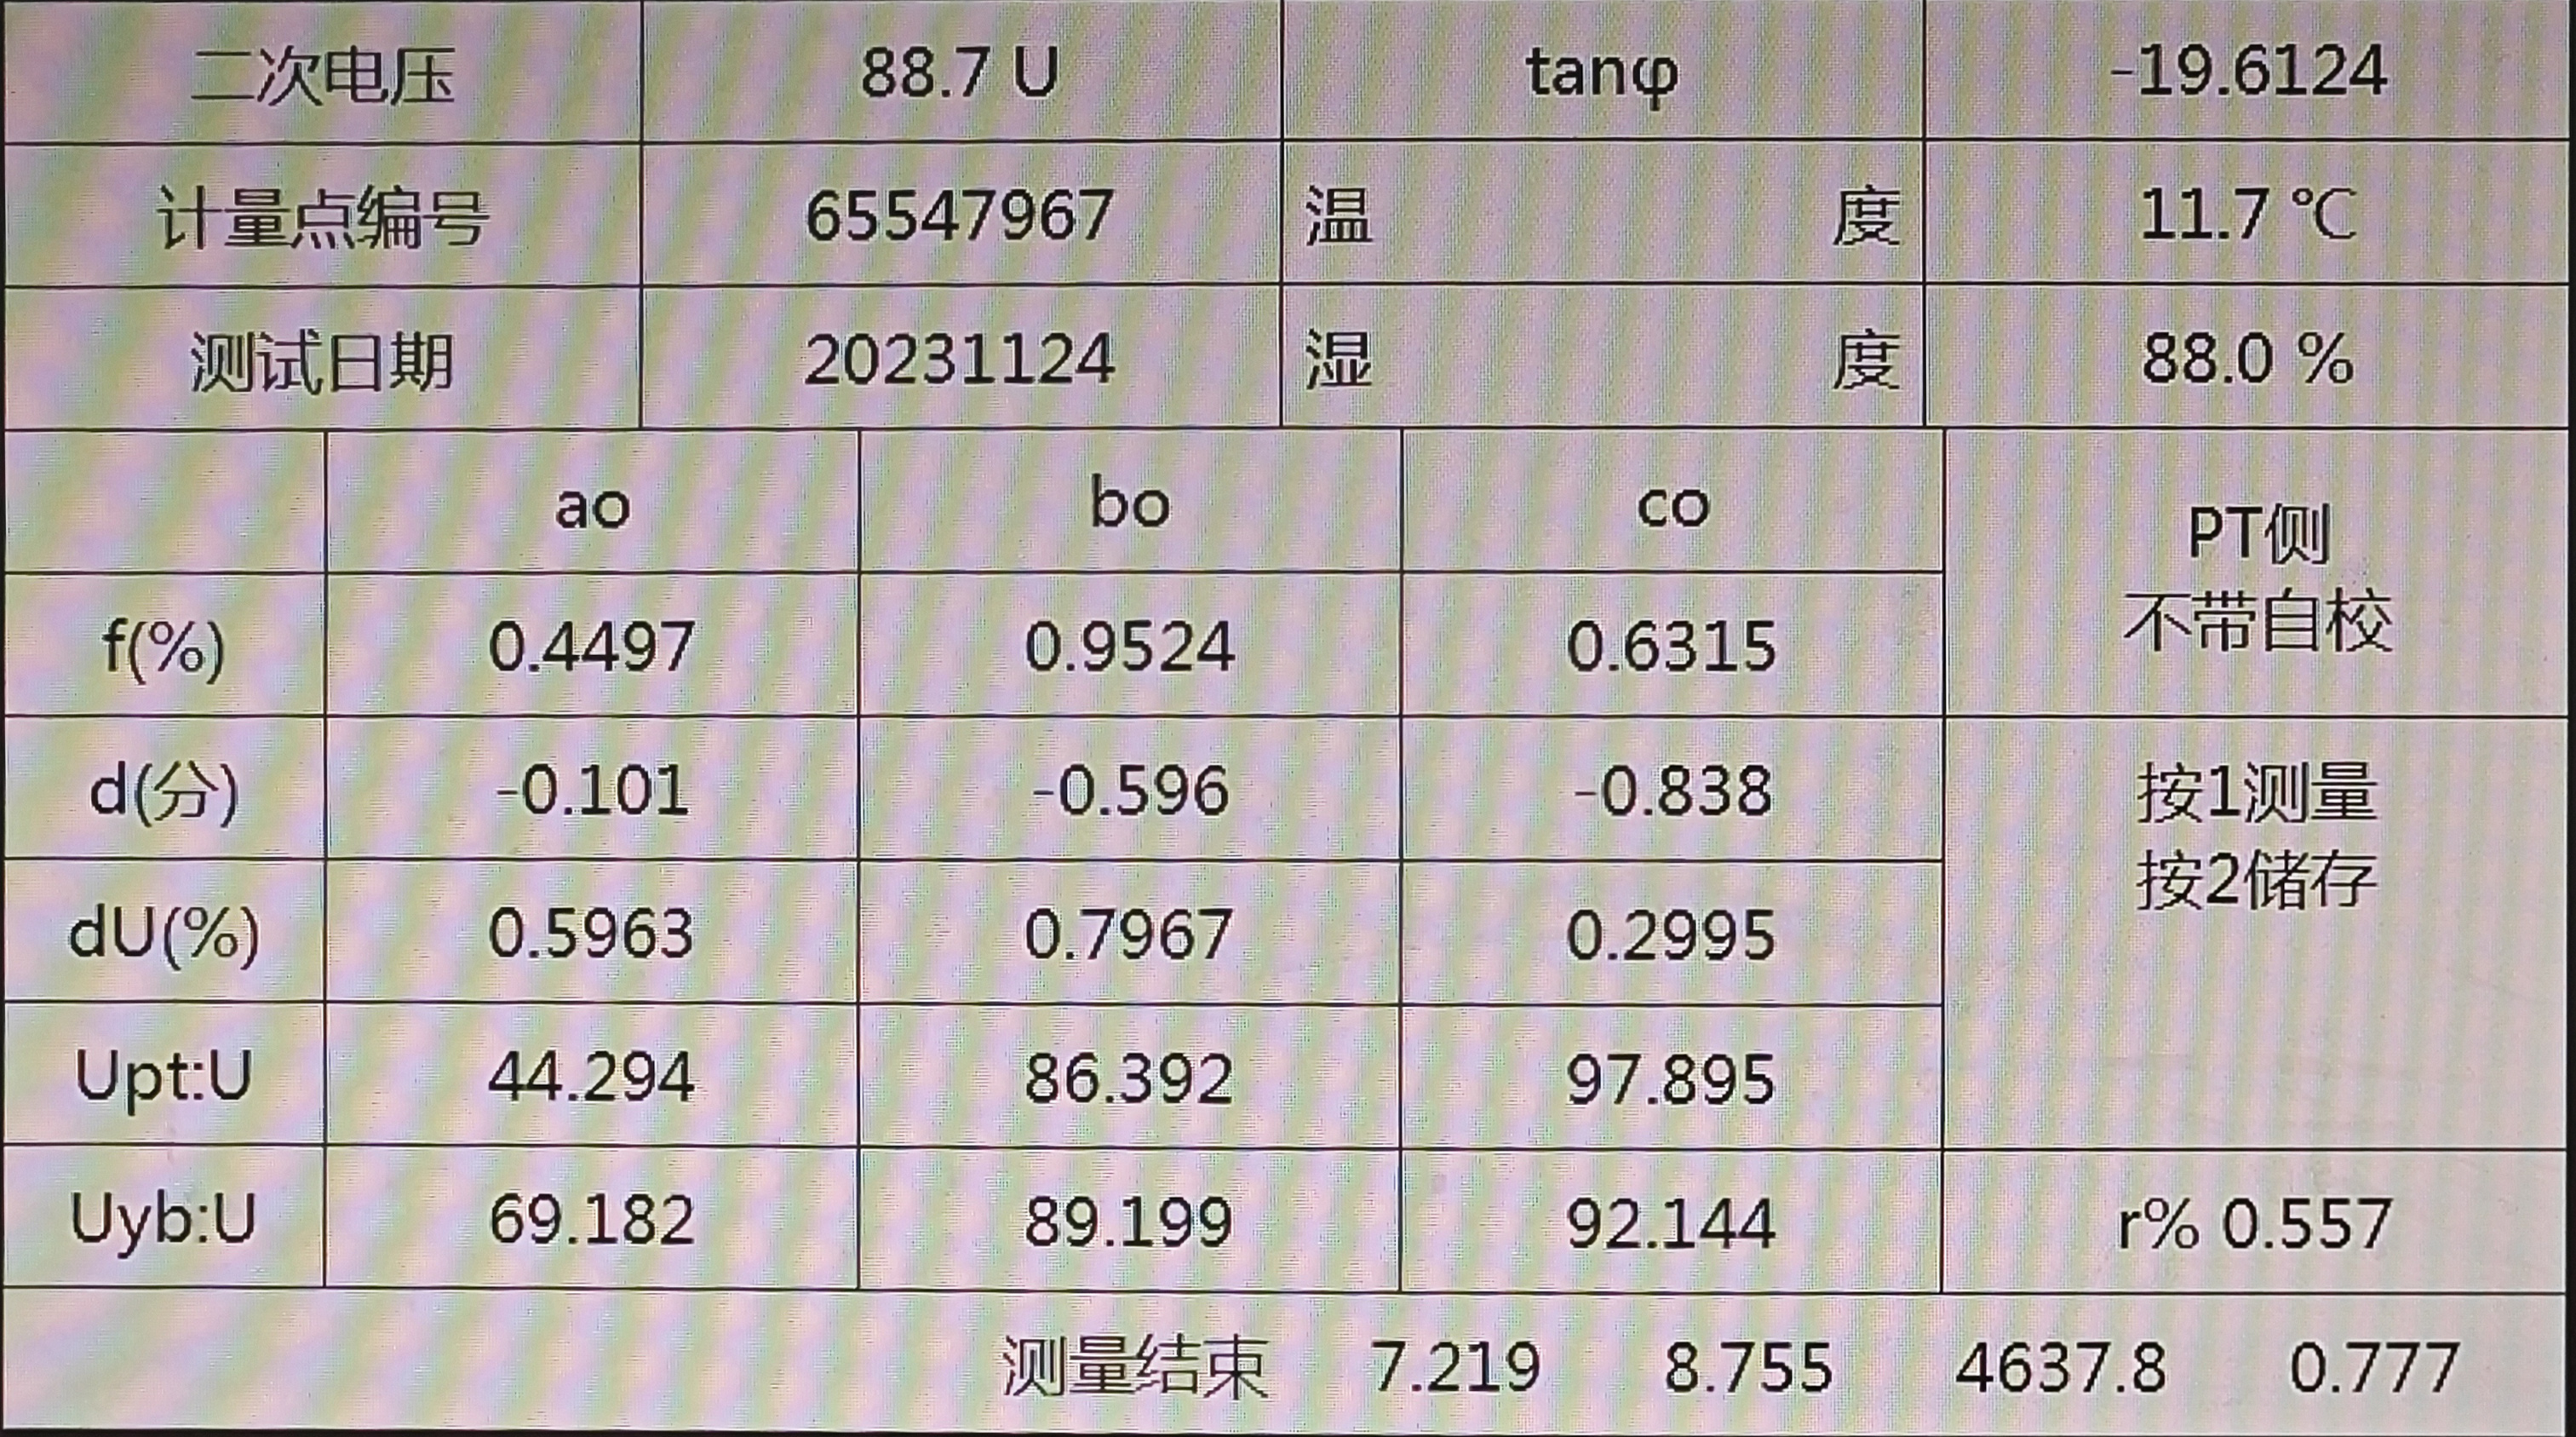 二次电压 88.7 U tanφ -19.6124
计量点编号 65547967 温度 11.7 ℃
测试日期 20231124 湿度 88.0 %
ao bo co PT侧
不带自校
f(%) 0.4497 0.9524 0.6315
d(分) -0.101 -0.596 -0.838 按1测量
按2储存
dU(%) 0.5963 0.7967 0.2995
Upt:U 44.294 86.392 97.895
Uyb:U 69.182 89.199 92.144 r% 0.557
测量结束 7.219 8.755 4637.8 0.777